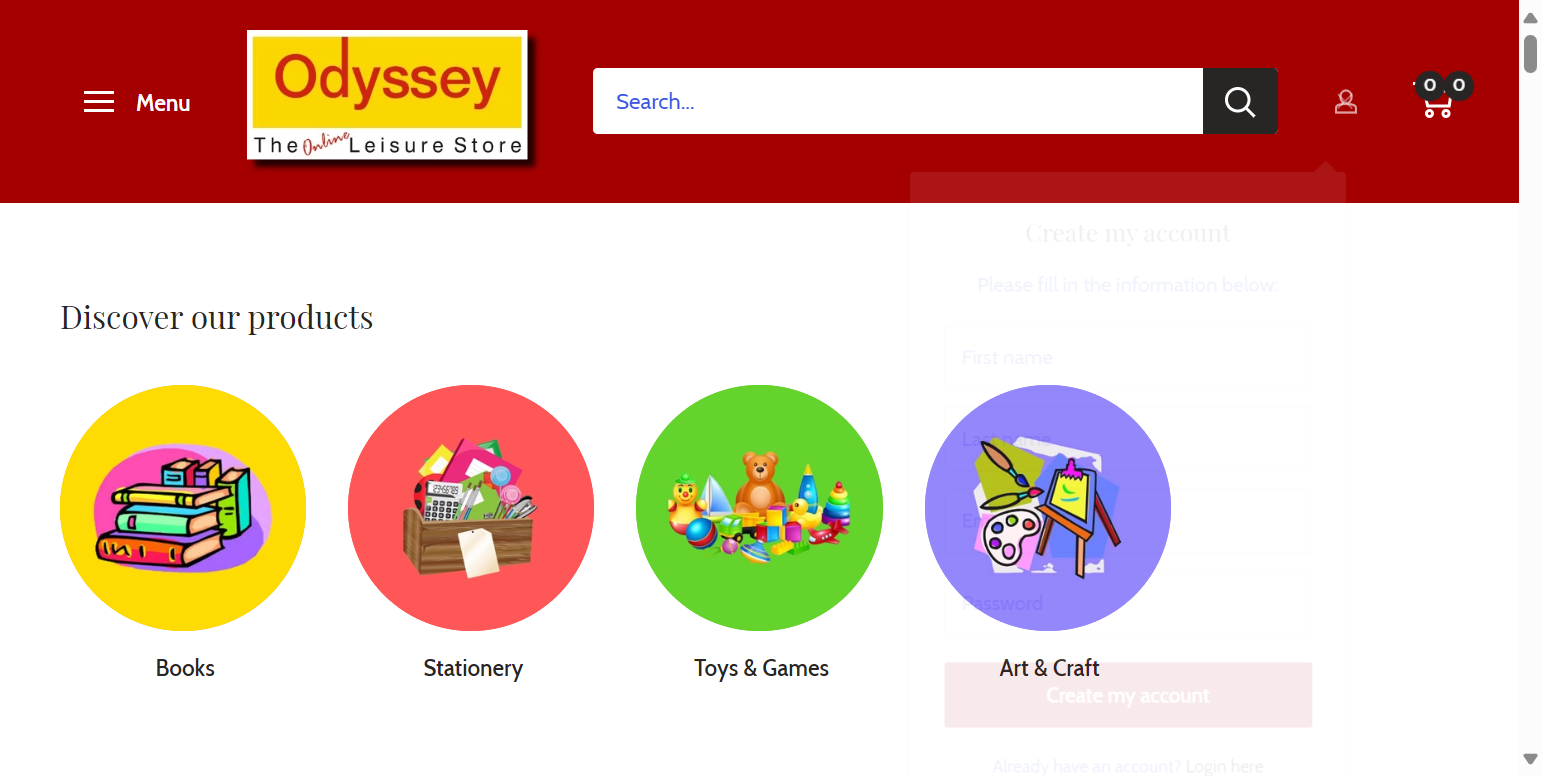 Menu
Odyssey
The Online Leisure Store
Search...
0 0
Create my account
Please fill in the information below:
Discover our products
First name
Last name
Password
Books
Stationery
Toys & Games
Art & Craft
Create my account
Already have an account? Login here